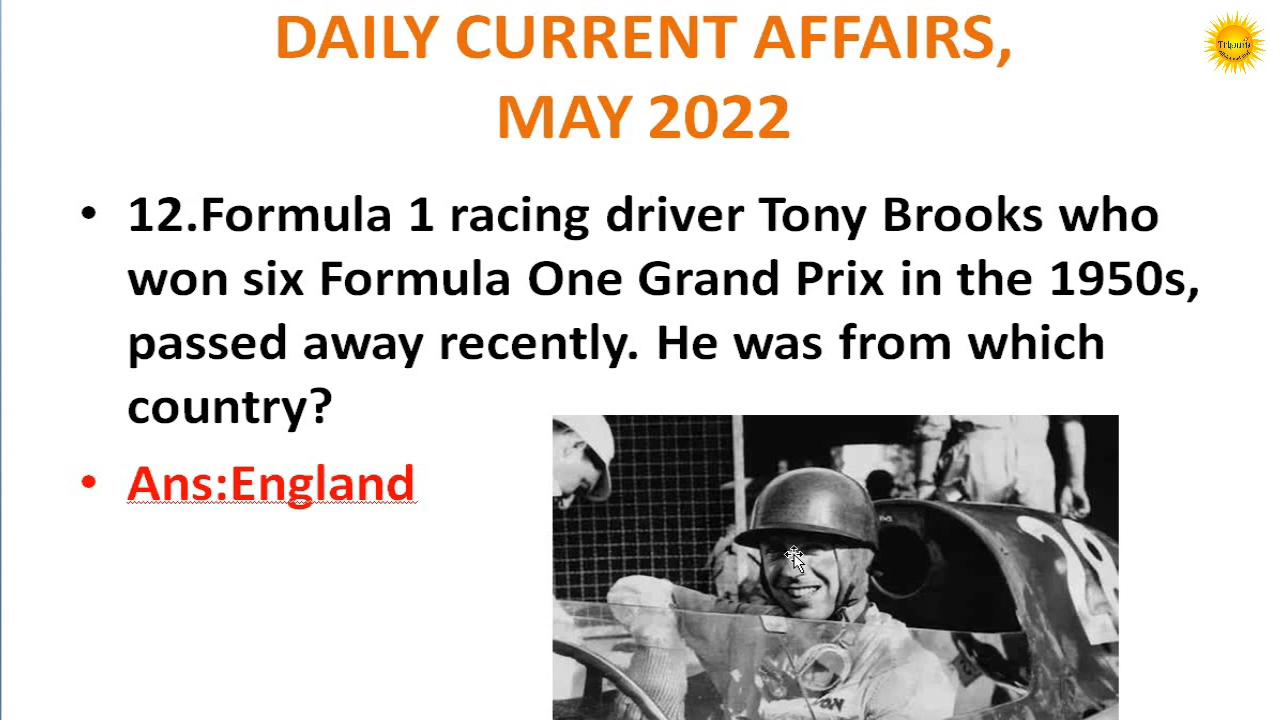 DAILY CURRENT AFFAIRS,
MAY 2022
• 12.Formula 1 racing driver Tony Brooks who
won six Formula One Grand Prix in the 1950s,
passed away recently. He was from which
country?
• Ans:England
29